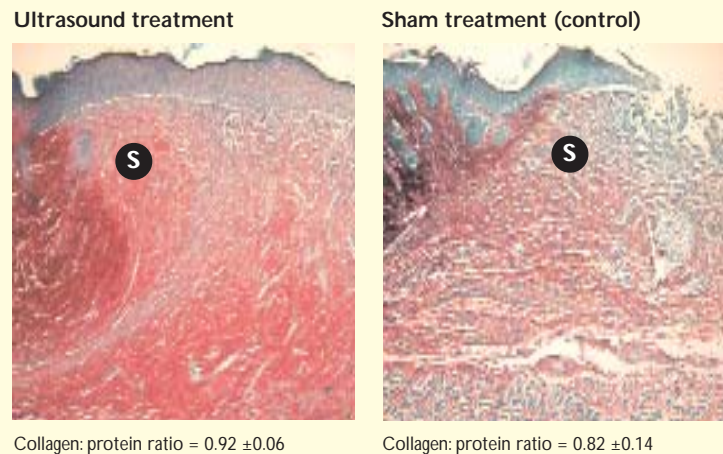 Ultrasound treatment
Sham treatment (control)
S
S
Collagen: protein ratio = 0.92 ±0.06
Collagen: protein ratio = 0.82 ±0.14